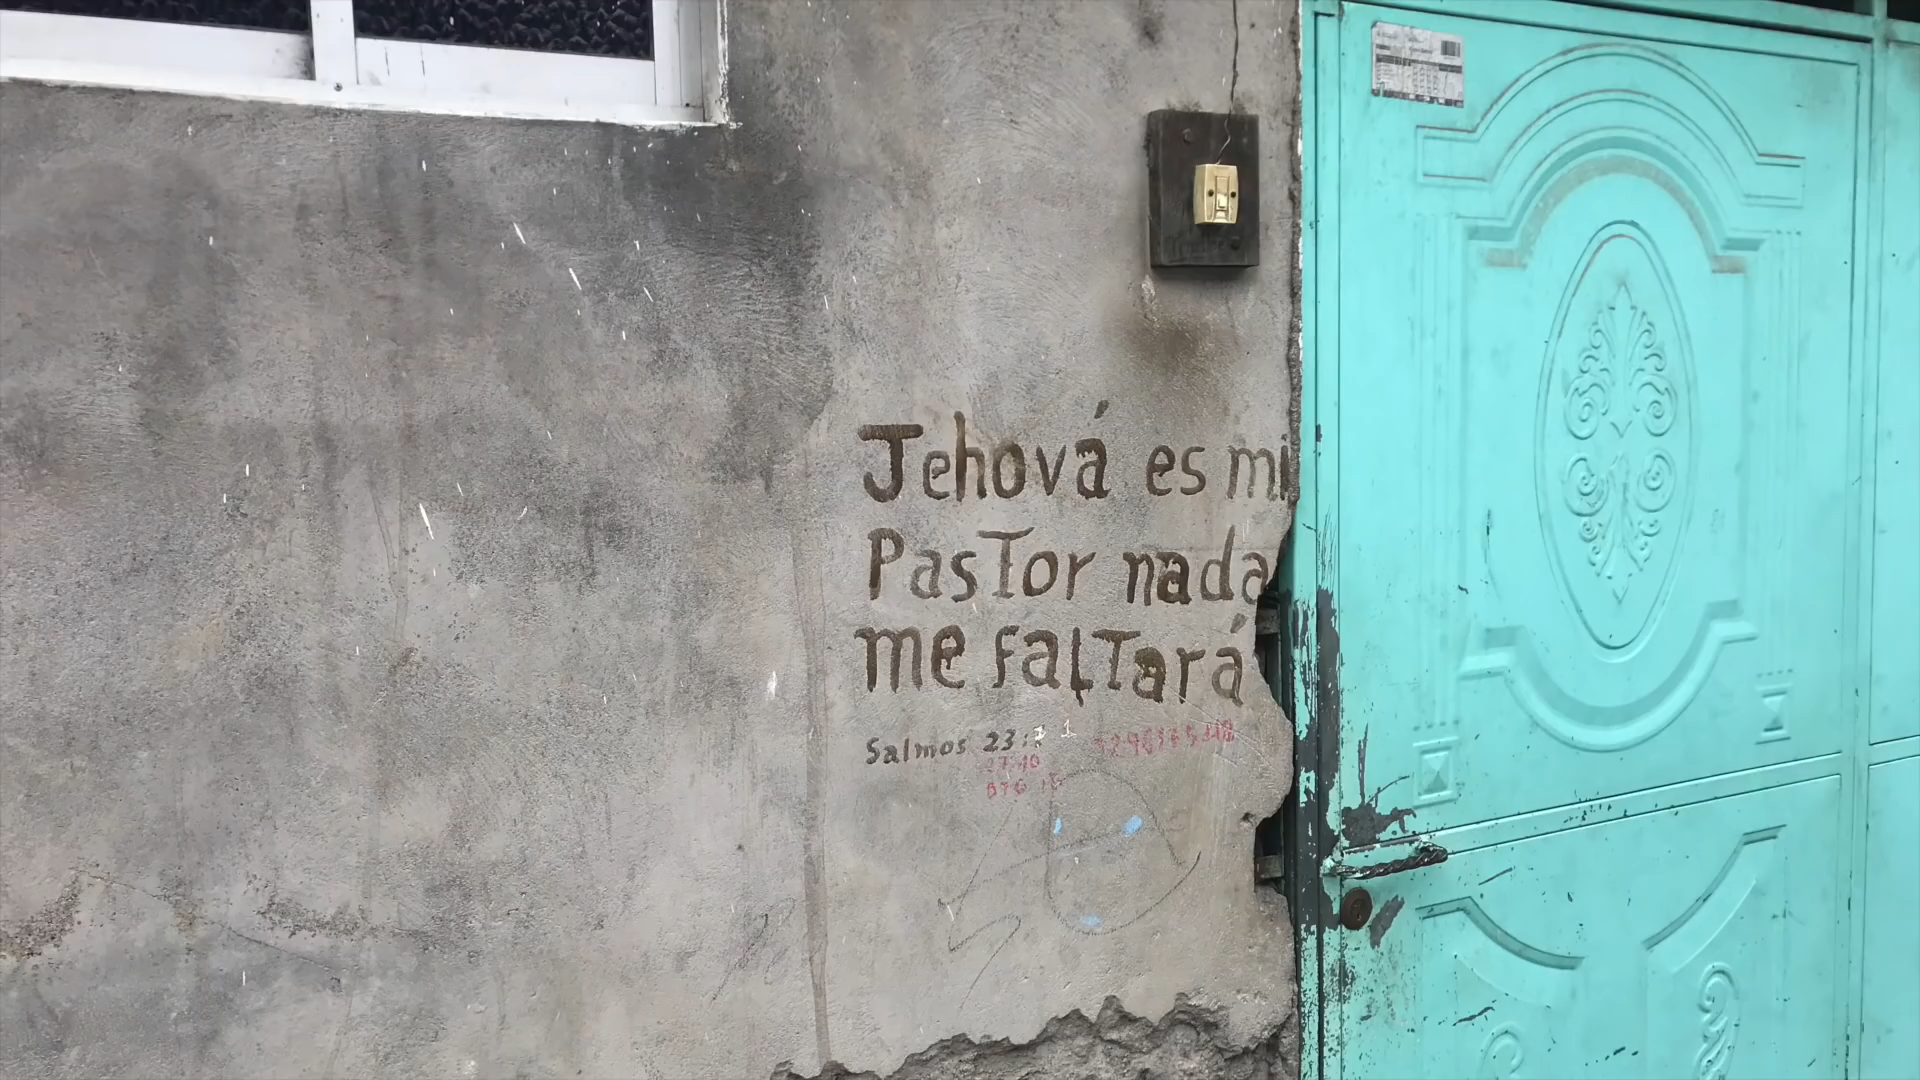 Jehová es mi
Pastor nada
me faltará
Salmos 23:1